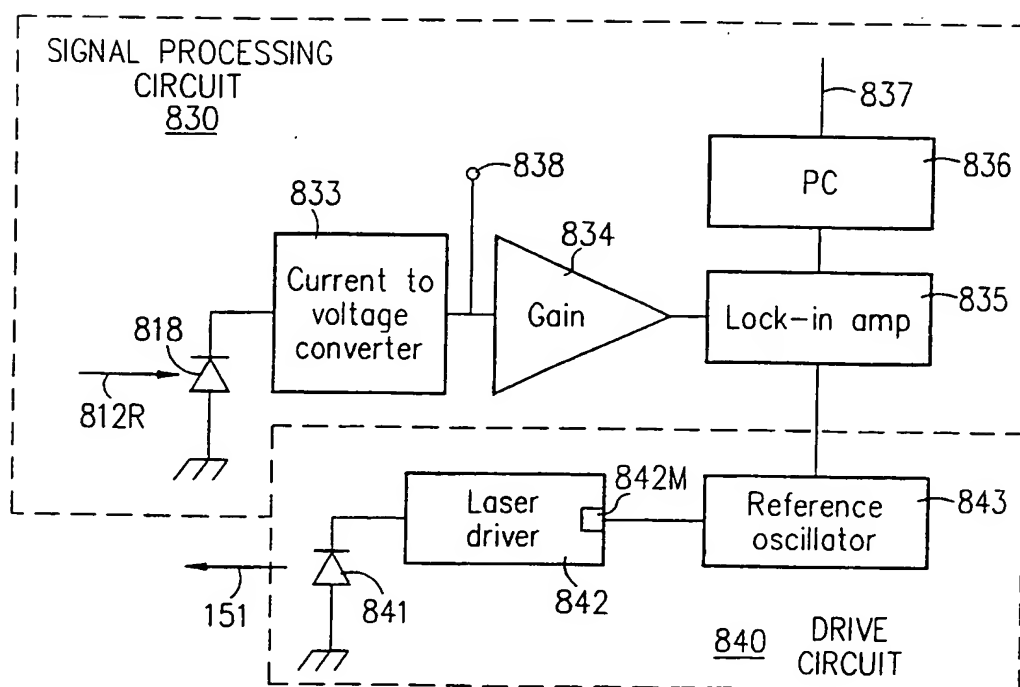 SIGNAL PROCESSING
CIRCUIT
830
837
836
PC
838
833
834
Current to
voltage
converter
Gain
Lock-in amp
835
818
812R
842M
Laser
driver
Reference
oscillator
843
151
841
842
840
DRIVE
CIRCUIT